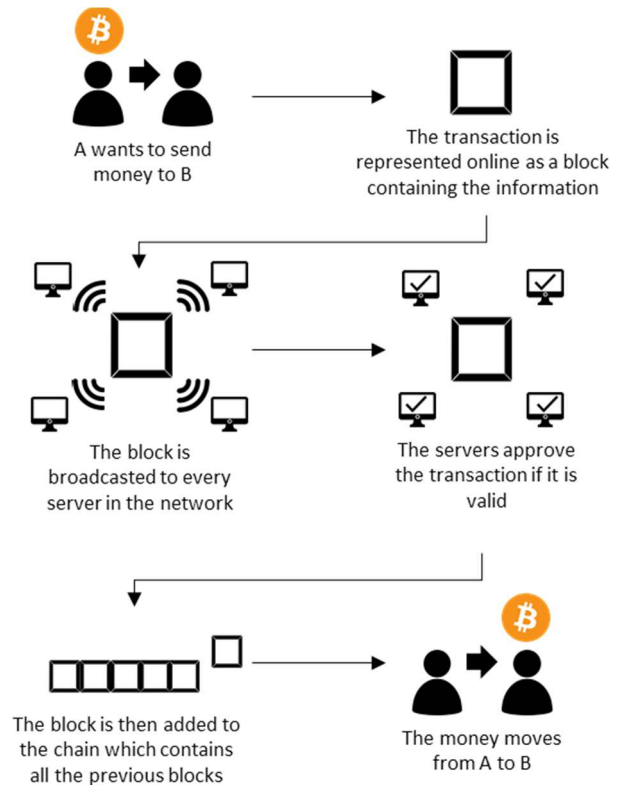 A wants to send
money to B
The transaction is
represented online as a block
containing the information
The block is
broadcasted to every
server in the network
The servers approve
the transaction if it is
valid
The block is then added to
the chain which contains
all the previous blocks
The money moves
from A to B